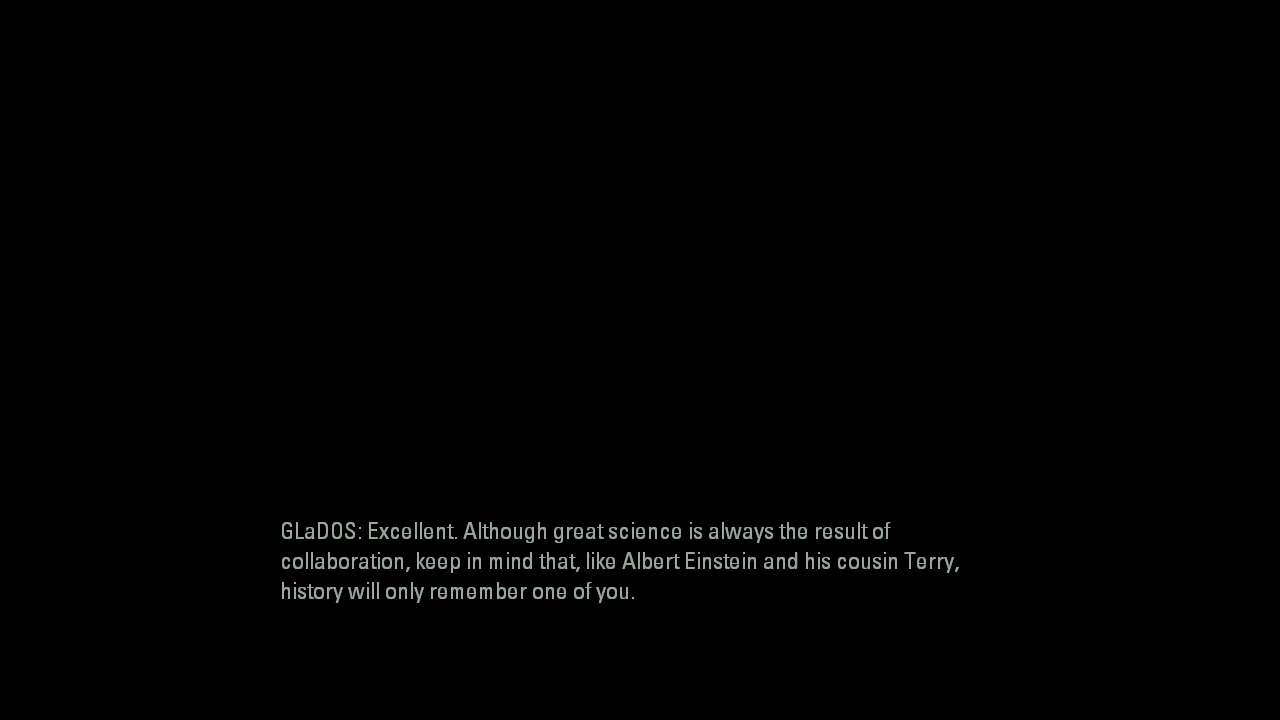 GLaDOS: Excellent. Although great science is always the result of
collaboration, keep in mind that, like Albert Einstein and his cousin Terry,
history will only remember one of you.